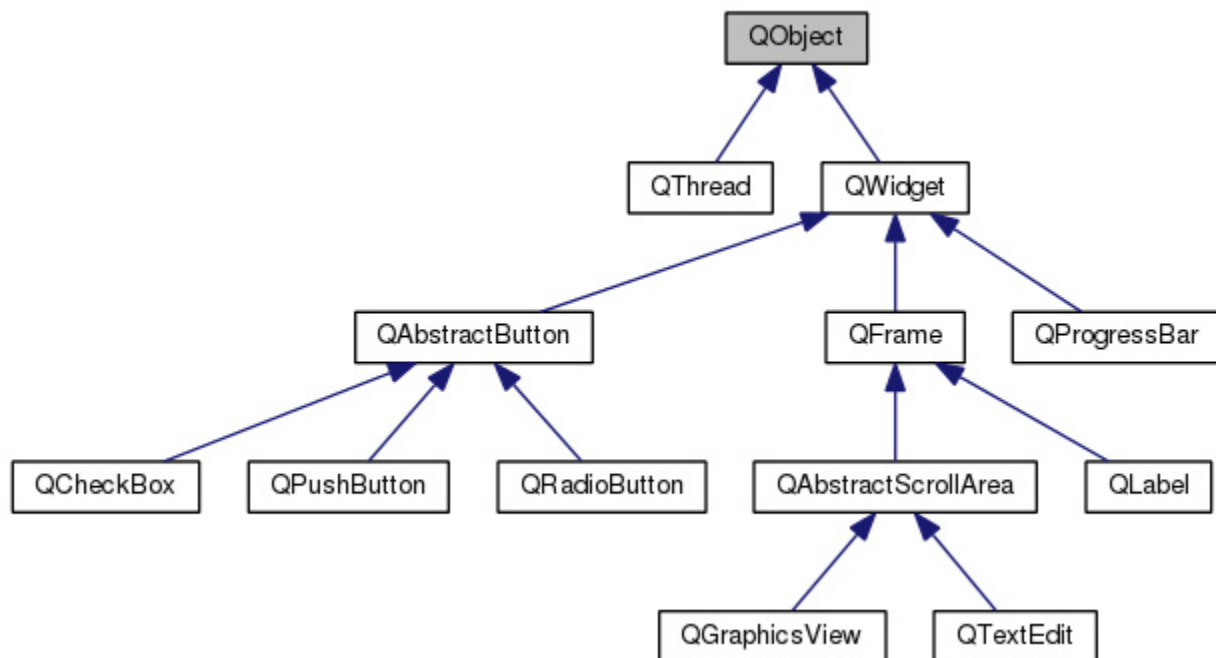 QObject
QThread
QWidget
QAbstractButton
QFrame
QProgressBar
QCheckBox
QPushButton
QRadioButton
QAbstractScrollArea
QLabel
QGraphicsView
QTextEdit